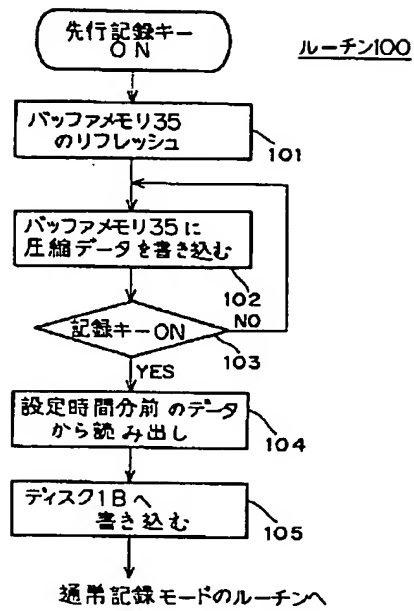 先行記録キー
ON
ルーチン100
バッファメモリ35
のリフレッシュ
101
バッファメモリ35に
圧縮データを書き込む
102
記録キーON
NO
103
YES
設定時間分前のデータ
から読み出し
104
ディスク1Bへ
書き込む
105
通常記録モードのルーチンへ